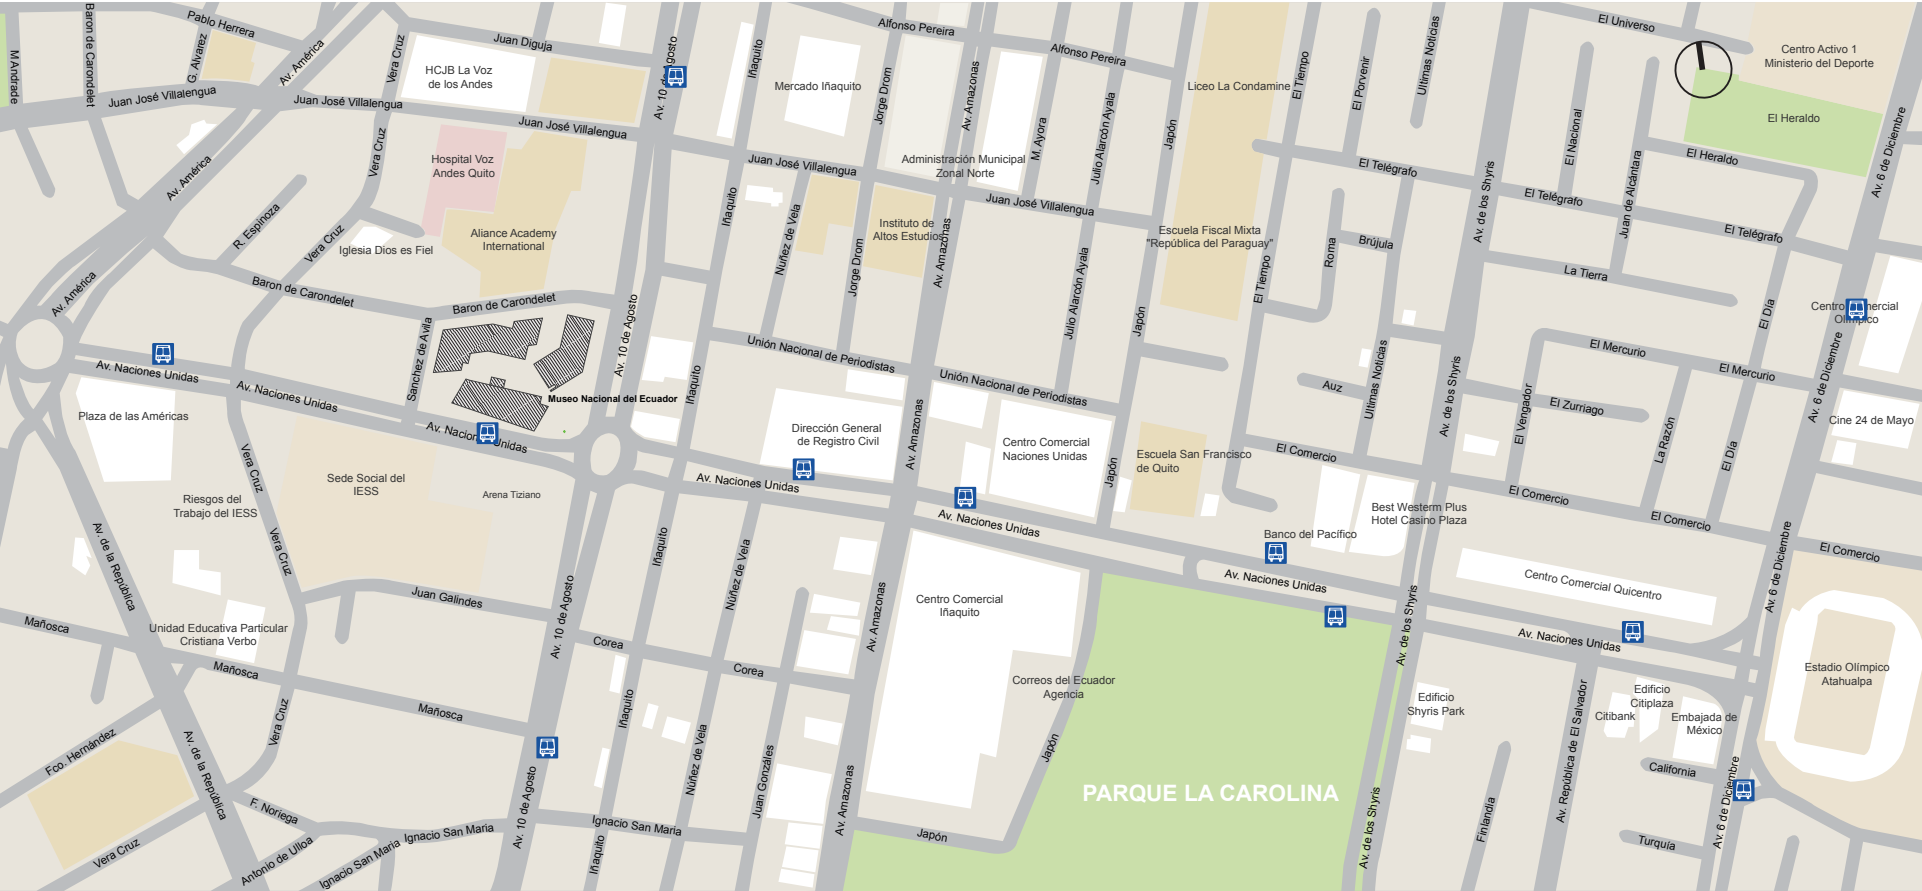 Pablo Herrera
Baron de Carondelet
M.Andrade
G. Alvarez
Av. América
Vera Cruz
Juan Diguja
HCJB La Voz
de los Andes
Av. 10 de Agosto
Iñaquito
Mercado Iñaquito
Alfonso Pereira
Alfonso Pereira
Jorge Drom
Av. Amazonas
M. Ayora
Julio Alarcón Ayala
Japón
Liceo La Condamine
El Tiempo
El Porvenir
Ultimas Noticias
El Universo
Centro Activo 1
Ministerio del Deporte
El Heraldo
Av. 6 de Diciembre
Juan José Villalengua
Juan José Villalengua
Juan José Villalengua
Juan José Villalengua
Juan José Villalengua
Vera Cruz
Av. América
Hospital Voz
Andes Quito
Administración Municipal
Zonal Norte
El Telégrafo
El Nacional
El Heraldo
Juan de Alcántara
El Telégrafo
El Telégrafo
Av. de los Shyris
R. Espinoza
Vera Cruz
Iglesia Dios es Fiel
Aliance Academy
International
Iñaquito
Nuñez de Vela
Instituto de
Altos Estudios
Jorge Drom
Av. Amazonas
Julio Alarcón Ayala
Escuela Fiscal Mixta
"República del Paraguay"
El Tiempo
Roma
Brújula
La Tierra
El Día
Centro Comercial
Olimpico
Av. América
Baron de Carondelet
Baron de Carondelet
Av. 10 de Agosto
Japón
Sanchez de Avila
Unión Nacional de Periodistas
Unión Nacional de Periodistas
El Mercurio
El Mercurio
Av. 6 de Diciembre
Av. Naciones Unidas
Av. Naciones Unidas
Av. Naciones Unidas
Museo Nacional del Ecuador
Iñaquito
Auz
Ultimas Noticias
Av. de los Shyris
El Vengador
El Zurriago
La Razón
El Día
Cine 24 de Mayo
Plaza de las Américas
Vera Cruz
Sede Social del
IESS
Arena Tiziano
Dirección General
de Registro Civil
Av. Amazonas
Centro Comercial
Naciones Unidas
Japón
Escuela San Francisco
de Quito
El Comercio
El Comercio
El Comercio
El Comercio
Riesgos del
Trabajo del IESS
Av. Naciones Unidas
Av. Naciones Unidas
Best Westerm Plus
Hotel Casino Plaza
Banco del Pacífico
Av. Naciones Unidas
Centro Comercial Quicentro
Av. 6 de Diciembre
Av. de la República
Vera Cruz
Iñaquito
Núñez de Vela
Juan Galindes
Av. 10 de Agosto
Av. Amazonas
Centro Comercial
Iñaquito
Av. de los Shyris
Av. Naciones Unidas
Mañosca
Unidad Educativa Particular
Cristiana Verbo
Mañosca
Corea
Corea
Correos del Ecuador
Agencia
Edificio
Shyris Park
Av. República de El Salvador
Edificio
Citiplaza
Citibank
Embajada de
México
Estadio Olímpico
Atahualpa
Vera Cruz
Mañosca
Iñaquito
Núñez de Vela
Juan Gonzáles
Japón
Fco. Hernández
Av. de la República
California
PARQUE LA CAROLINA
Av. 10 de Agosto
Av. Amazonas
Av. de los Shyris
Finlandia
Av. 6 de Diciembre
F. Noriega
Ignacio San Maria
Ignacio San Maria
Japón
Turquía
Vera Cruz
Antonio de Ulloa
Ignacio San Maria
Iñaquito